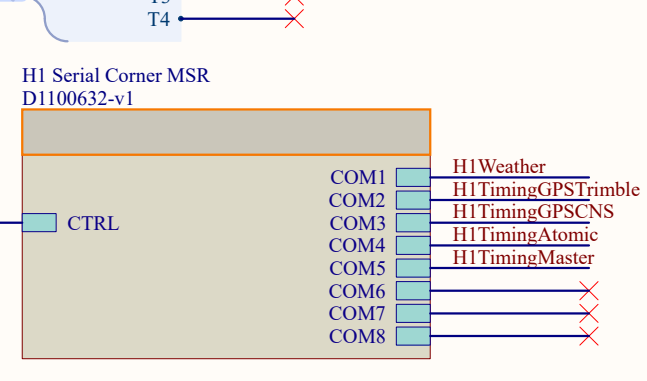 T4
H1 Serial Corner MSR
D1100632-v1
CTRL
COM1 H1Weather
COM2 H1TimingGPSTrimble
COM3 H1TimingGPSCNS
COM4 H1TimingAtomic
COM5 H1TimingMaster
COM6
COM7
COM8